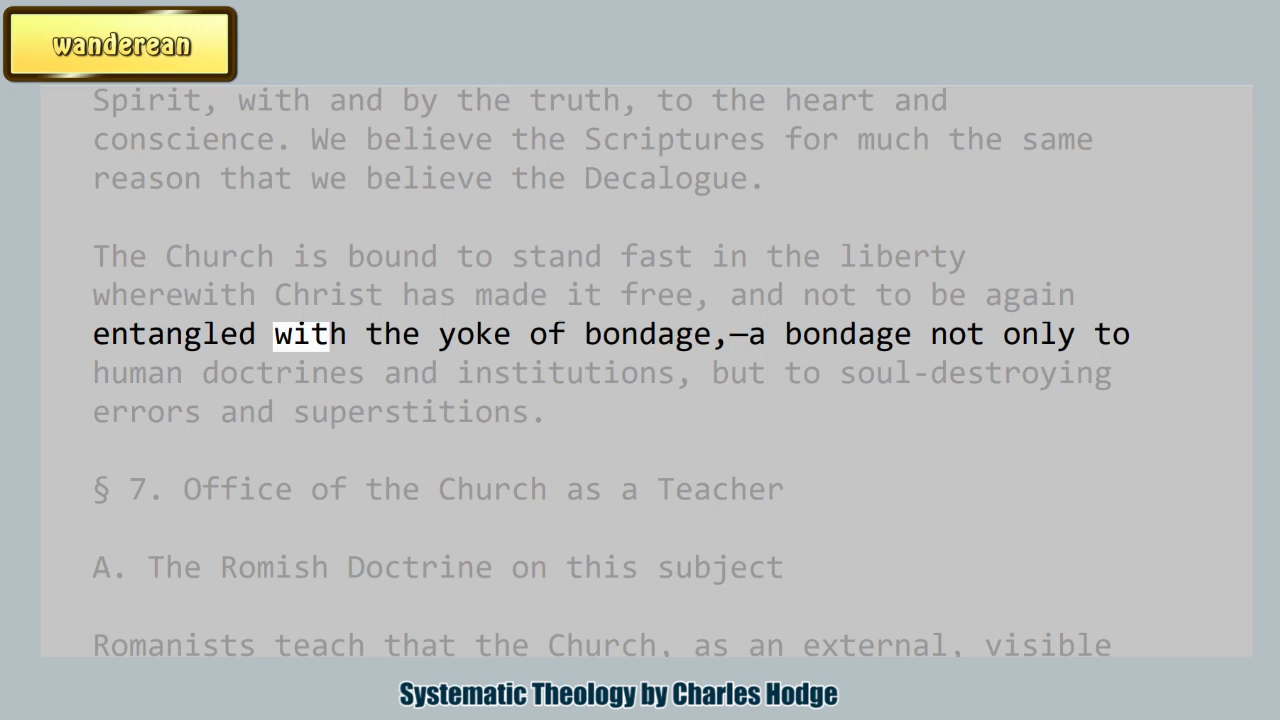 wanderean
Spirit, with and by the truth, to the heart and
conscience. We believe the Scriptures for much the same
reason that we believe the Decalogue.
The Church is bound to stand fast in the liberty
wherewith Christ has made it free, and not to be again
entangled with the yoke of bondage,—a bondage not only to
human doctrines and institutions, but to soul-destroying
errors and superstitions.
§ 7. Office of the Church as a Teacher
A. The Romish Doctrine on this subject
Romanists teach that the Church, as an external, visible
Systematic Theology by Charles Hodge